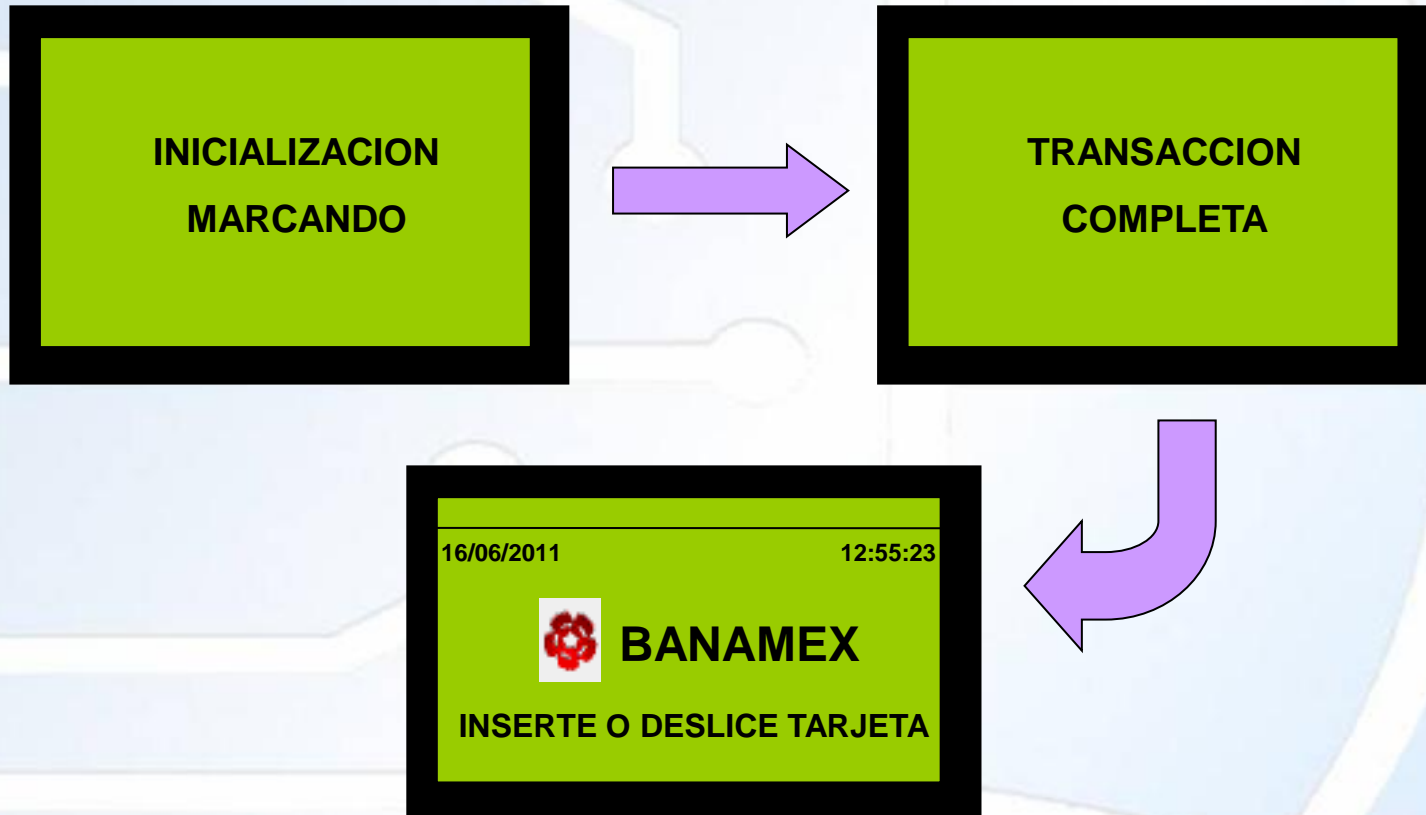 INICIALIZACION
MARCANDO
TRANSACCION
COMPLETA
16/06/2011 12:55:23
BANAMEX
INSERTE O DESLICE TARJETA